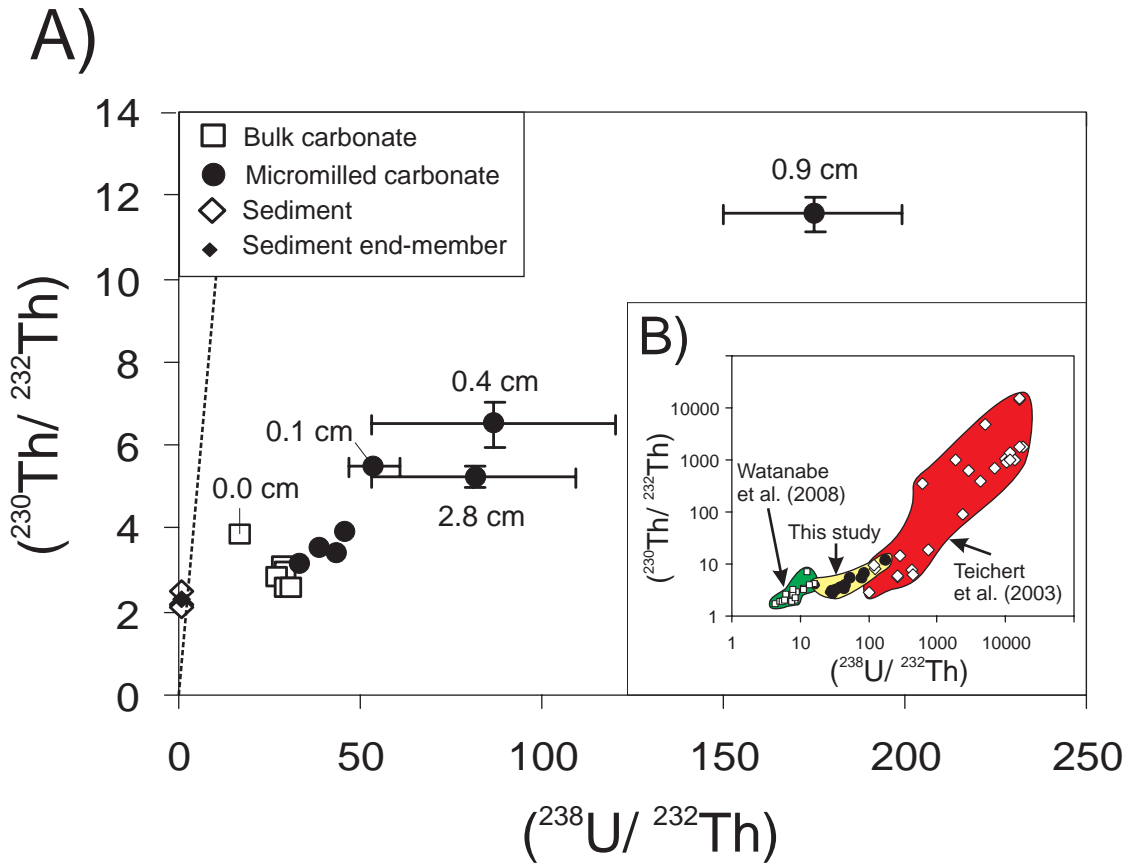 A)
14
12
10
8
6
4
2
0
(²³⁰Th/ ²³²Th)
Bulk carbonate
Micromilled carbonate
Sediment
Sediment end-member
0.9 cm
0.4 cm
0.1 cm
0.0 cm
2.8 cm
B)
10000
1000
100
10
1
(²³⁰Th/ ²³²Th)
Watanabe
et al. (2008)
This study
Teichert
et al. (2003)
1 10 100 1000 10000
(²³⁸U/ ²³²Th)
0 50 100 150 200 250
(²³⁸U/ ²³²Th)